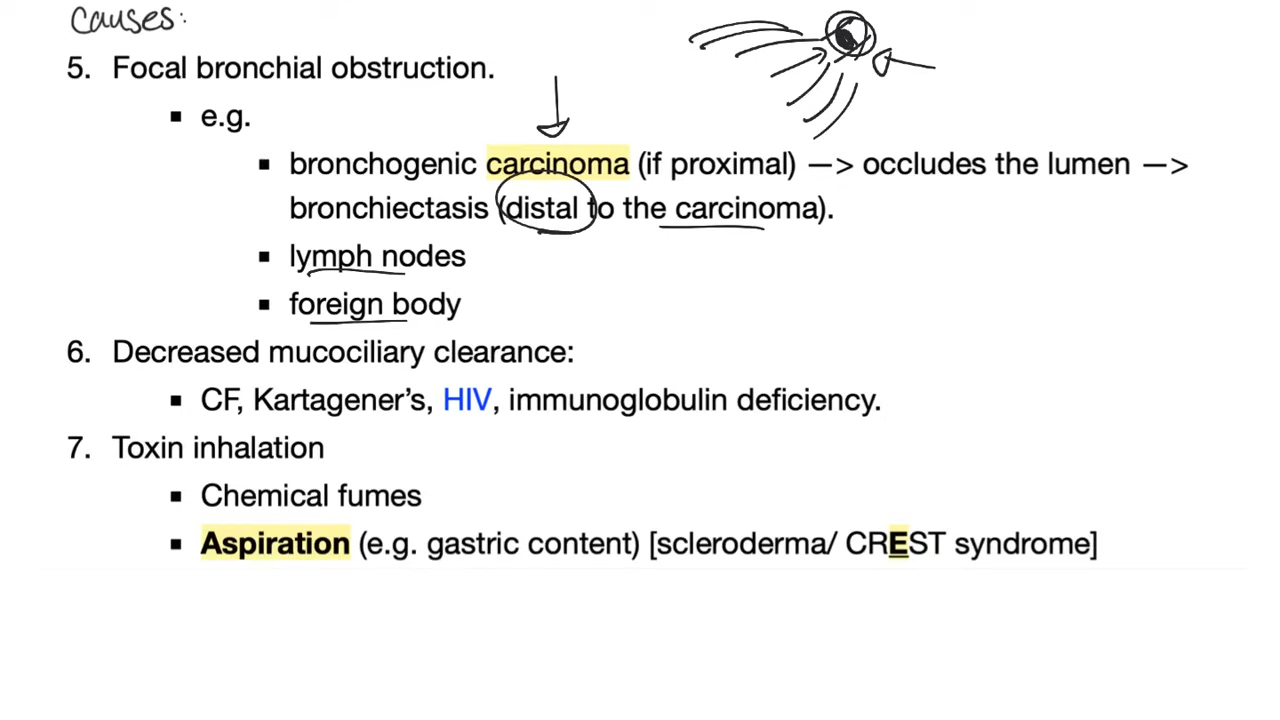 Causes:
5. Focal bronchial obstruction.
▪ e.g.
▪ bronchogenic carcinoma (if proximal) —> occludes the lumen —>
bronchiectasis (distal to the carcinoma).
▪ lymph nodes
▪ foreign body
6. Decreased mucociliary clearance:
▪ CF, Kartagener’s, HIV, immunoglobulin deficiency.
7. Toxin inhalation
▪ Chemical fumes
▪ Aspiration (e.g. gastric content) [scleroderma/ CREST syndrome]